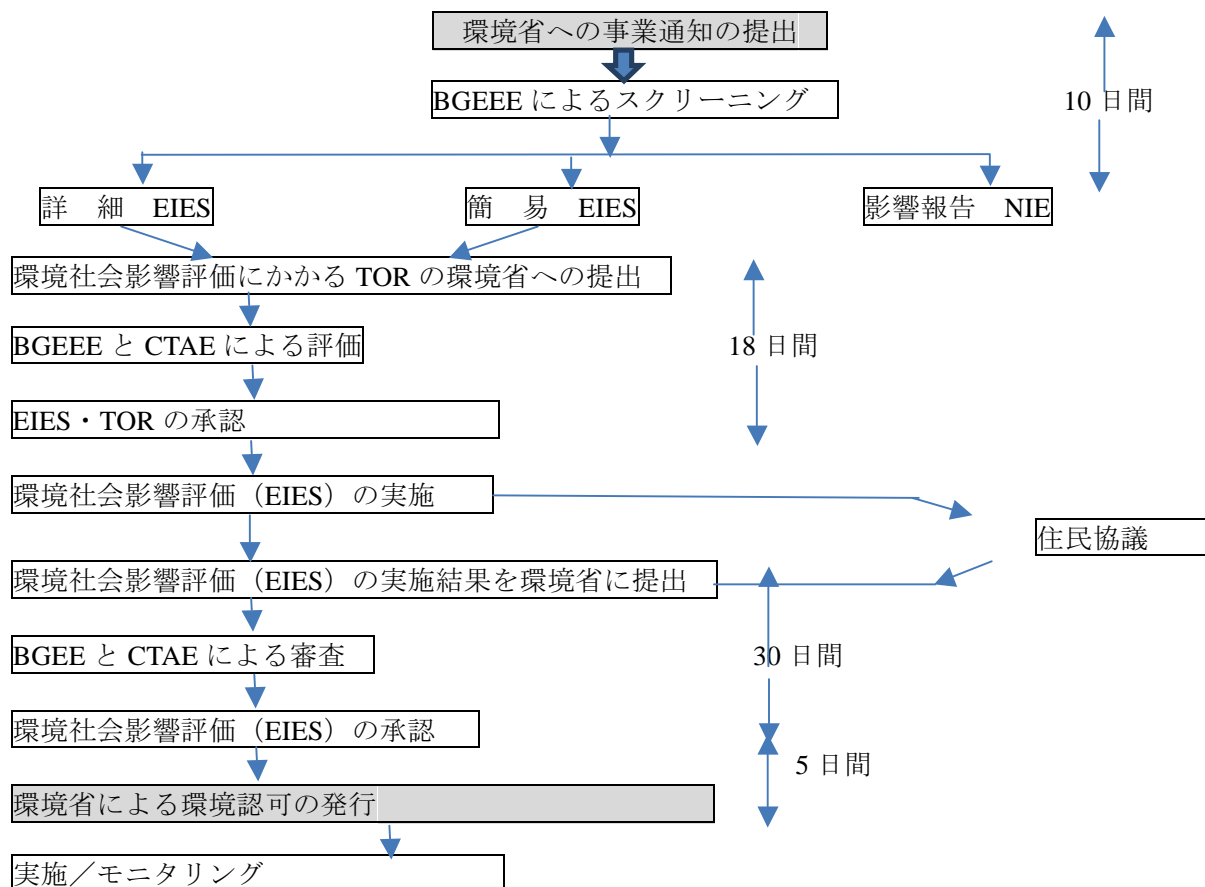 環境省への事業通知の提出
BGEEE によるスクリーニング
10 日間
詳 細 EIES
簡 易 EIES
影響報告 NIE
環境社会影響評価にかかる TOR の環境省への提出
BGEEE と CTAE による評価
18 日間
EIES・TOR の承認
環境社会影響評価（EIES）の実施
住民協議
環境社会影響評価（EIES）の実施結果を環境省に提出
BGEE と CTAE による審査
30 日間
環境社会影響評価（EIES）の承認
5 日間
環境省による環境認可の発行
実施／モニタリング